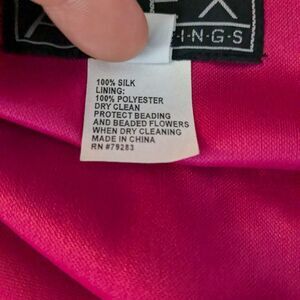 INGS
100% SILK
LINING:
100% POLYESTER
DRY CLEAN
PROTECT BEADING
AND BEADED FLOWERS
WHEN DRY CLEANING
MADE IN CHINA
RN #79283